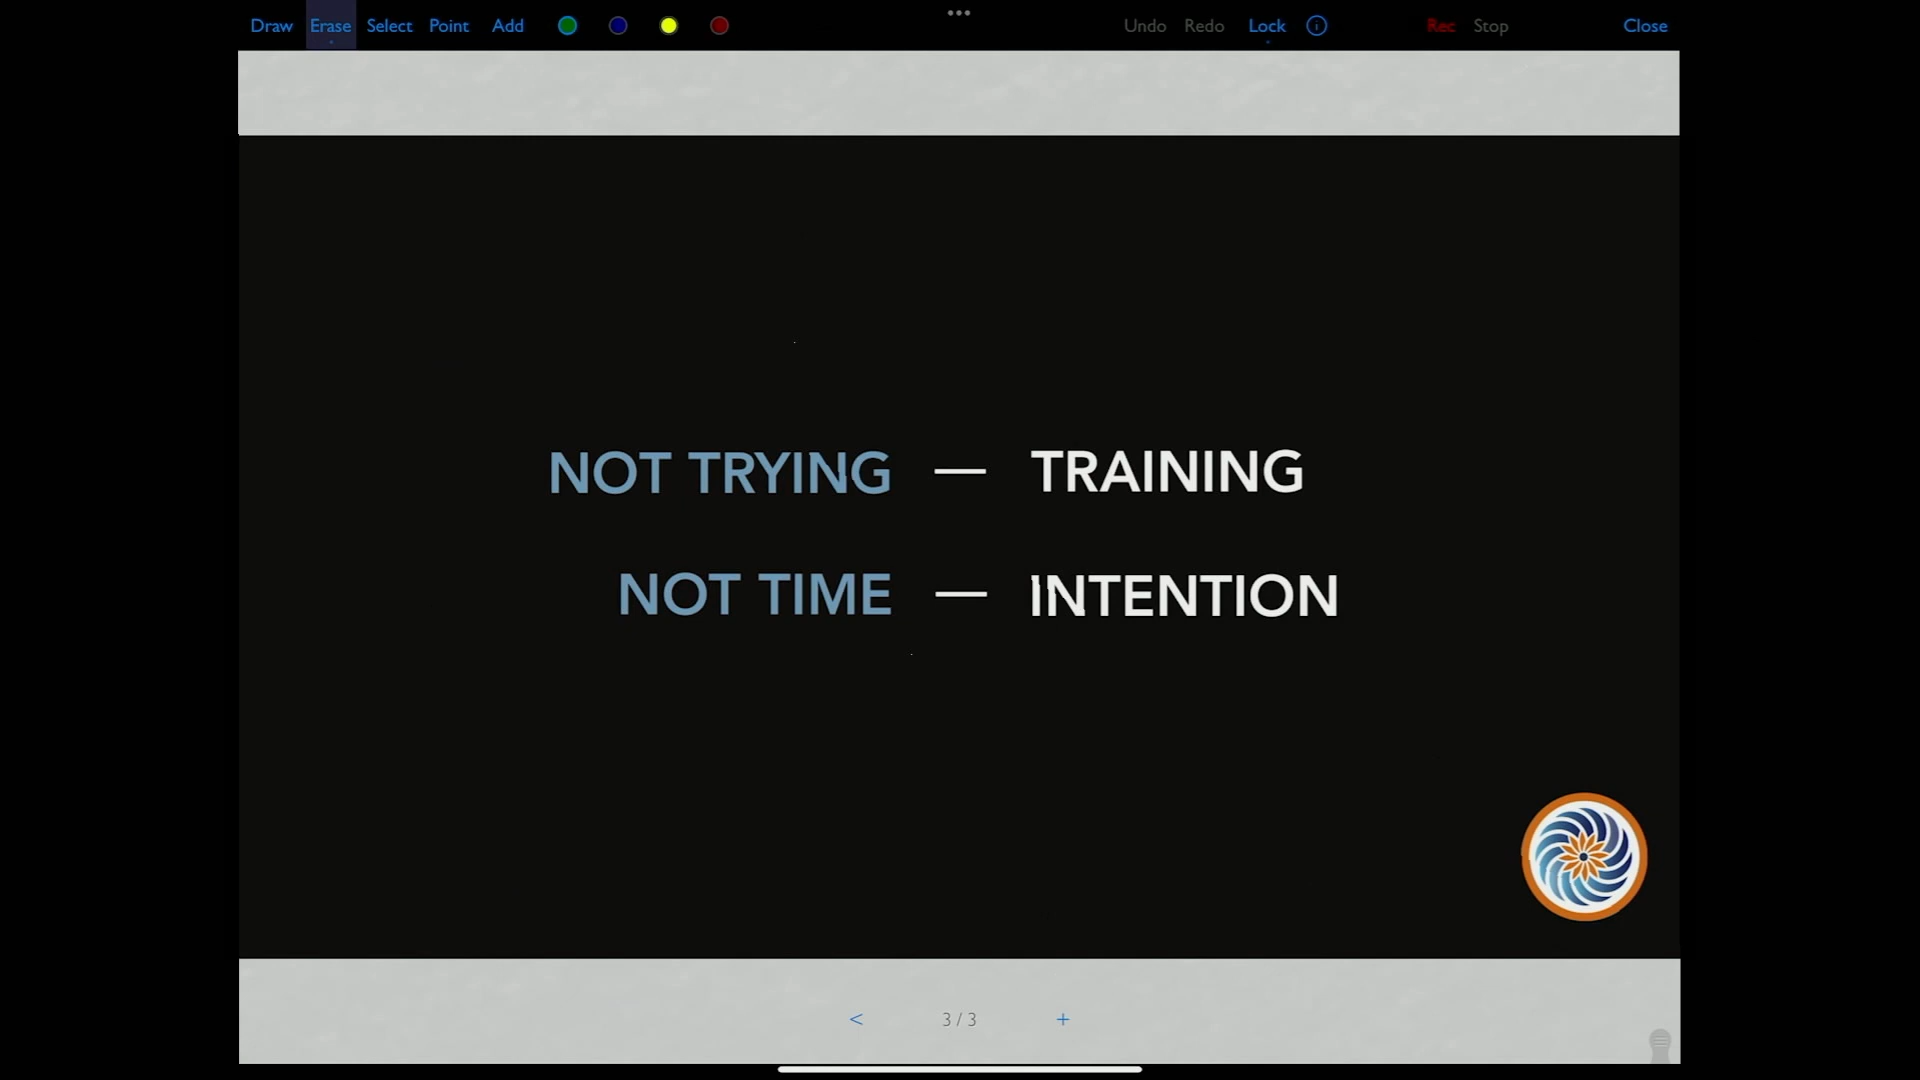 Draw Erase Select Point Add Undo Redo Lock Rec Stop Close
NOT TRYING — TRAINING
NOT TIME — INTENTION
< 3 / 3 +